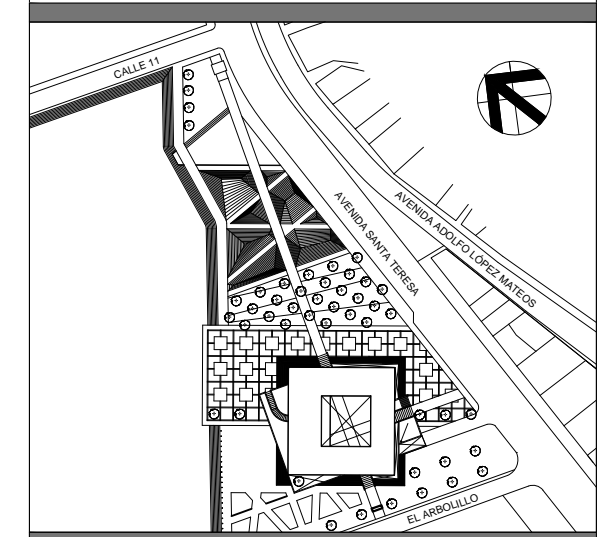 CALLE 11
AVENIDA SANTA TERESA
AVENIDA ADOLFO LÓPEZ MATEOS
EL ARBOLILLO